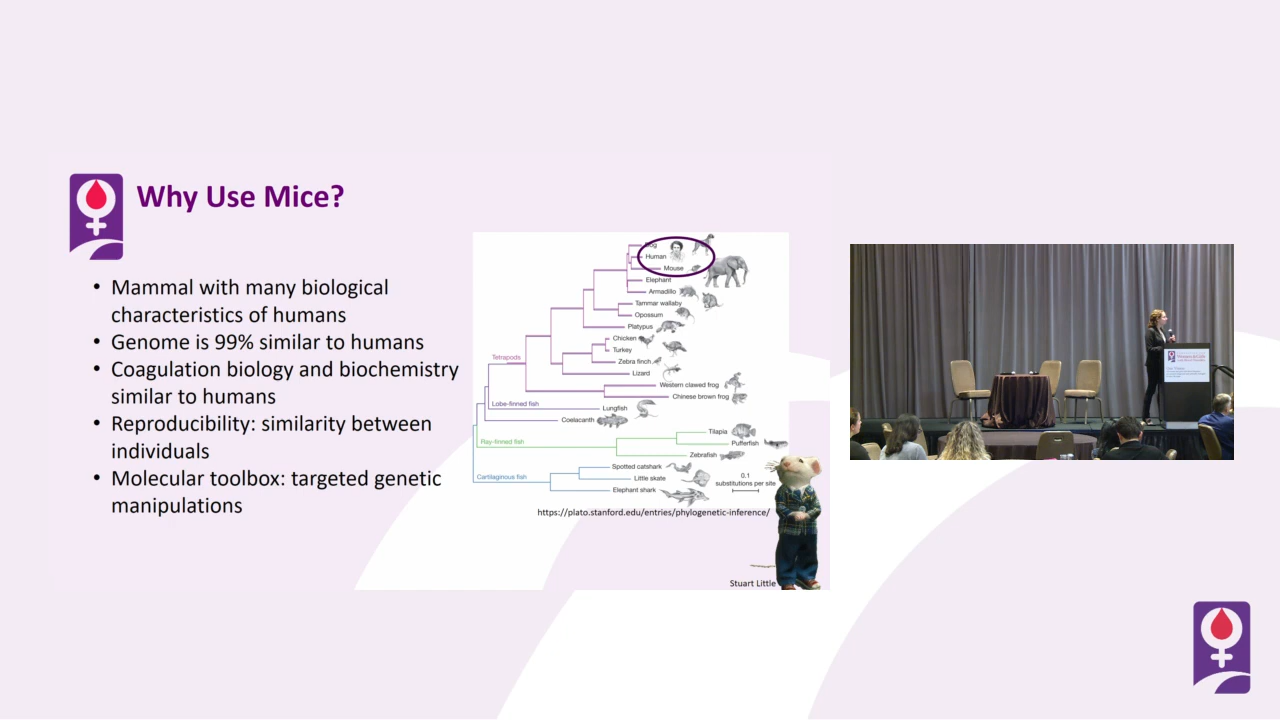 Why Use Mice?
• Mammal with many biological
characteristics of humans
• Genome is 99% similar to humans
• Coagulation biology and biochemistry
similar to humans
• Reproducibility: similarity between
individuals
• Molecular toolbox: targeted genetic
manipulations
Dog
Human
Mouse
Elephant
Armadillo
Tammar wallaby
Opossum
Platypus
Chicken
Turkey
Tetrapods
Zebra finch
Lizard
Western clawed frog
Chinese brown frog
Lobe-finned fish
Lungfish
Coelacanth
Tilapia
Ray-finned fish
Pufferfish
Zebrafish
Spotted catshark
Cartilaginous fish
Little skate
Elephant shark
0.1
substitutions per site
https://plato.stanford.edu/entries/phylogenetic-inference/
Stuart Little